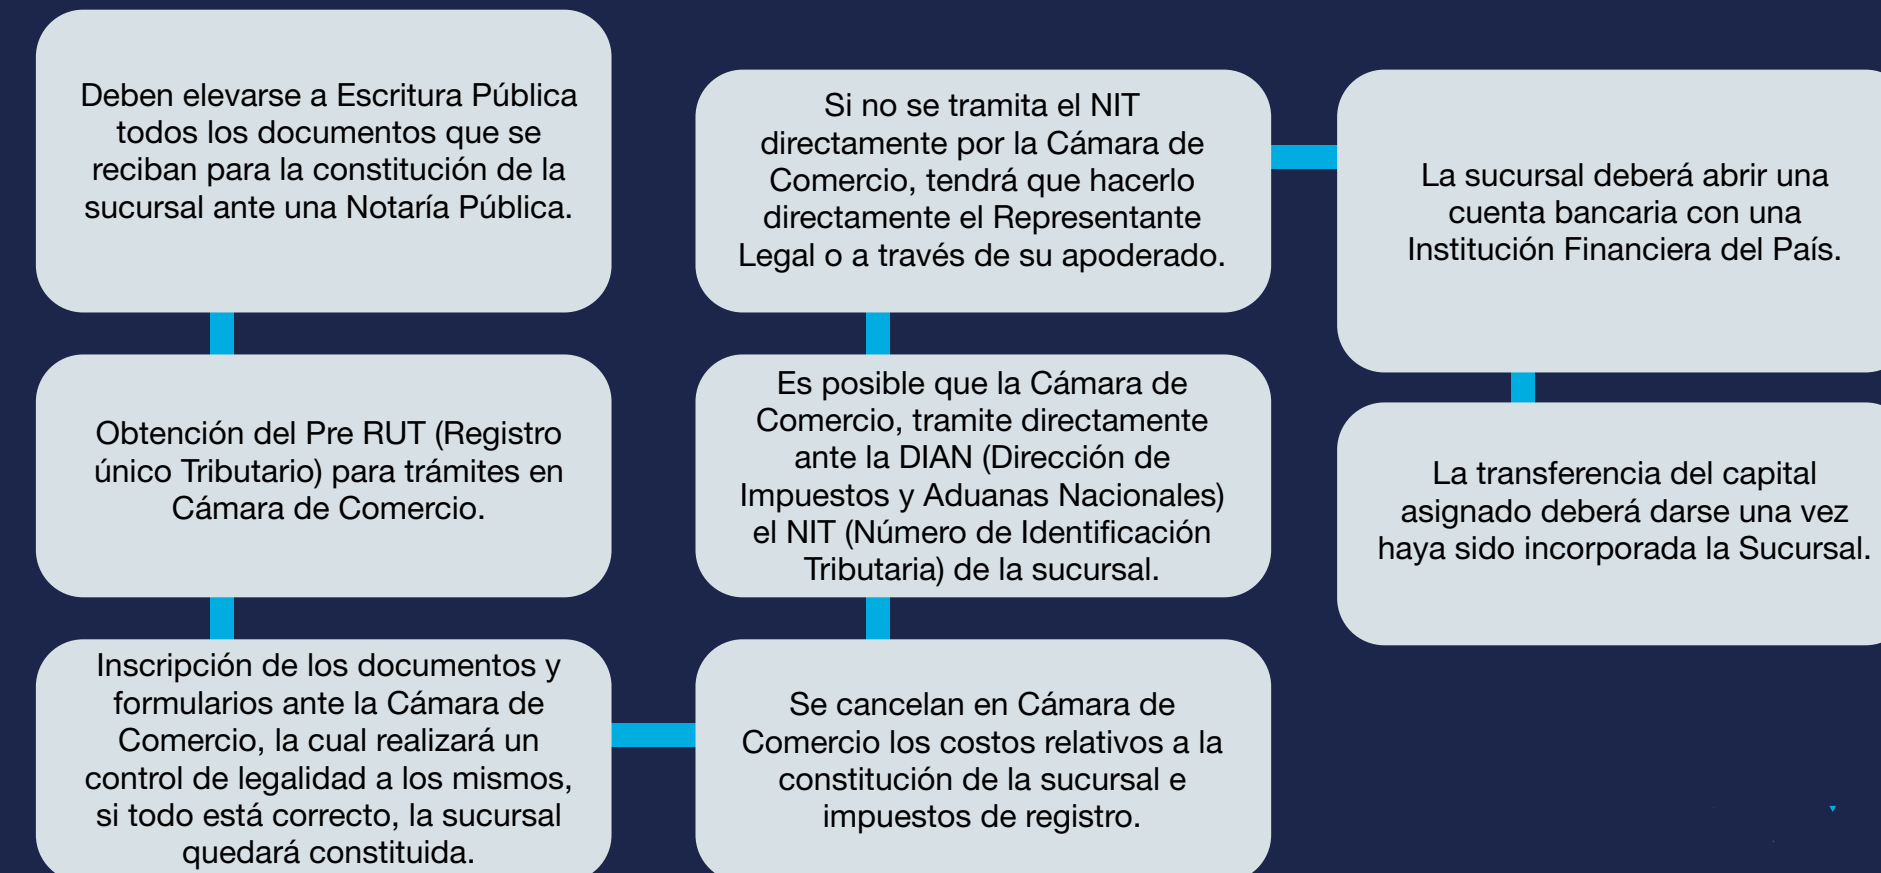 Deben elevarse a Escritura Pública
todos los documentos que se
reciban para la constitución de la
sucursal ante una Notaría Pública.
Obtención del Pre RUT (Registro
único Tributario) para trámites en
Cámara de Comercio.
Inscripción de los documentos y
formularios ante la Cámara de
Comercio, la cual realizará un
control de legalidad a los mismos,
si todo está correcto, la sucursal
quedará constituida.
Se cancelan en Cámara de
Comercio los costos relativos a la
constitución de la sucursal e
impuestos de registro.
Es posible que la Cámara de
Comercio, tramite directamente
ante la DIAN (Dirección de
Impuestos y Aduanas Nacionales)
el NIT (Número de Identificación
Tributaria) de la sucursal.
Si no se tramita el NIT
directamente por la Cámara de
Comercio, tendrá que hacerlo
directamente el Representante
Legal o a través de su apoderado.
La sucursal deberá abrir una
cuenta bancaria con una
Institución Financiera del País.
La transferencia del capital
asignado deberá darse una vez
haya sido incorporada la Sucursal.